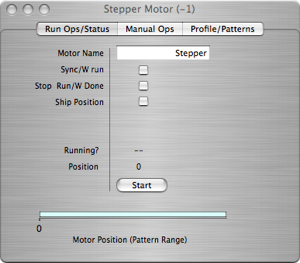 Stepper Motor (-1)
Run Ops/Status Manual Ops Profile/Patterns
Motor Name Stepper
Sync/W run
Stop Run/W Done
Ship Position
Running? --
Position 0
Start
0
Motor Position (Pattern Range)